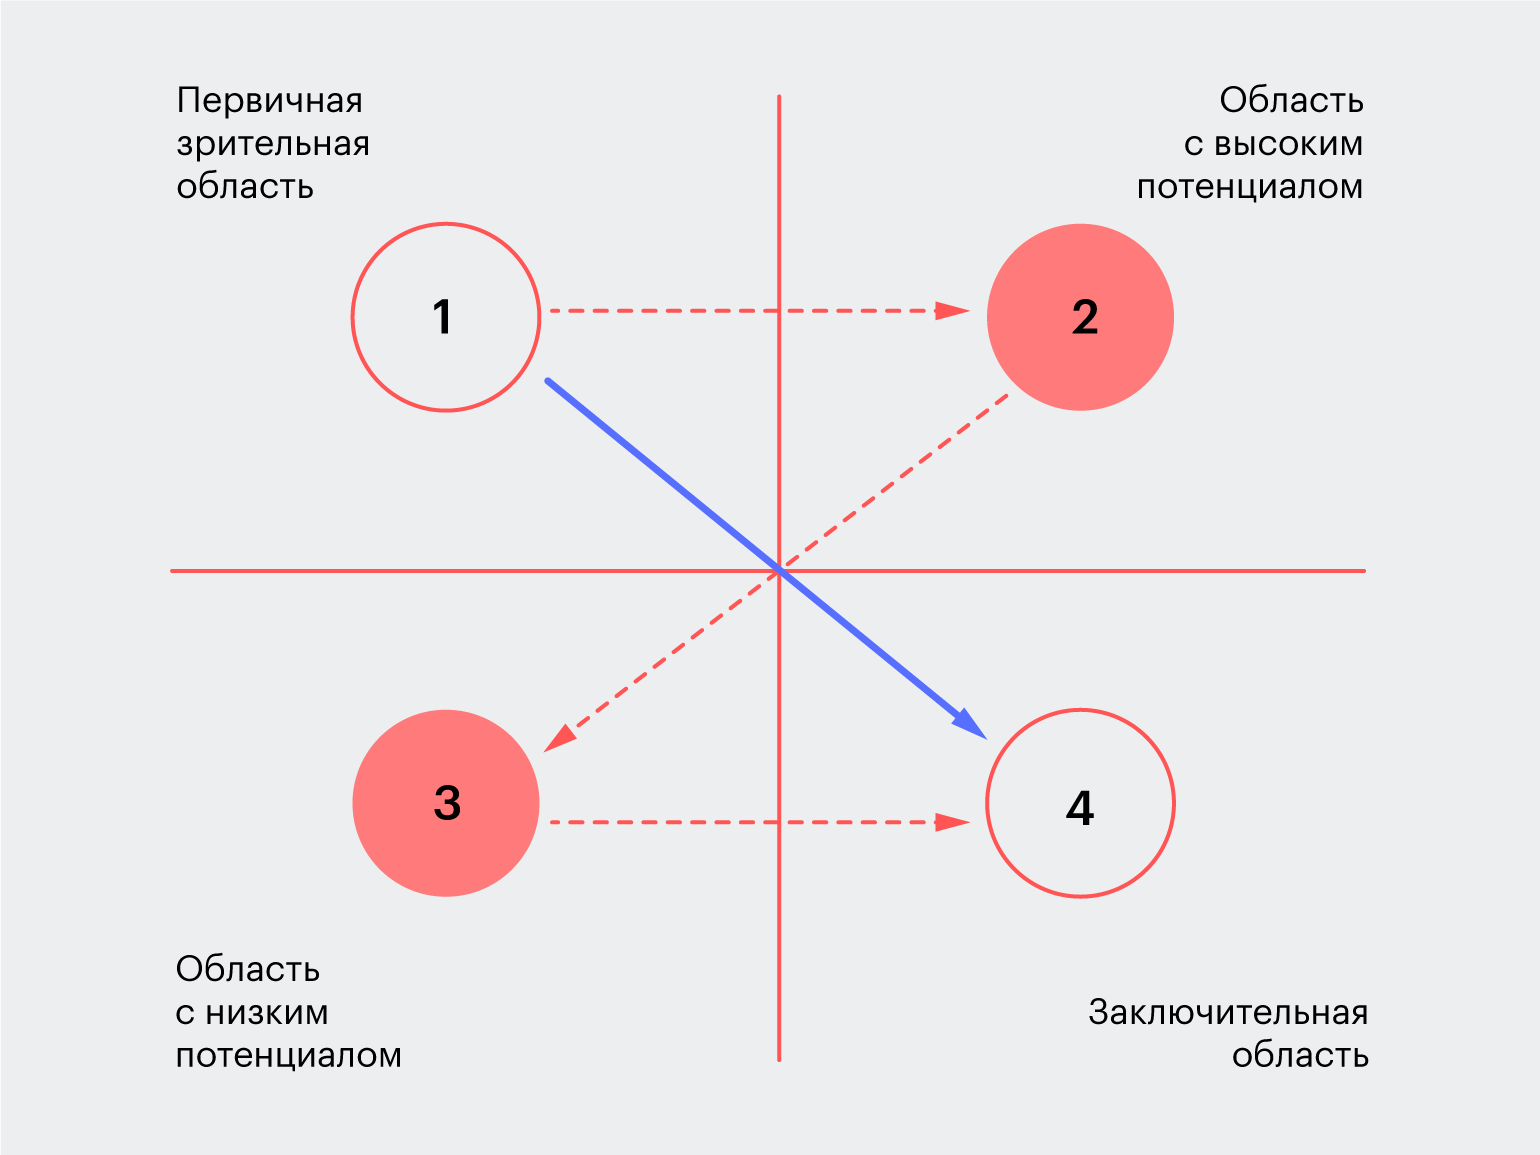 Первичная
зрительная
область
Область
с высоким
потенциалом
1
2
3
4
Область
с низким
потенциалом
Заключительная
область